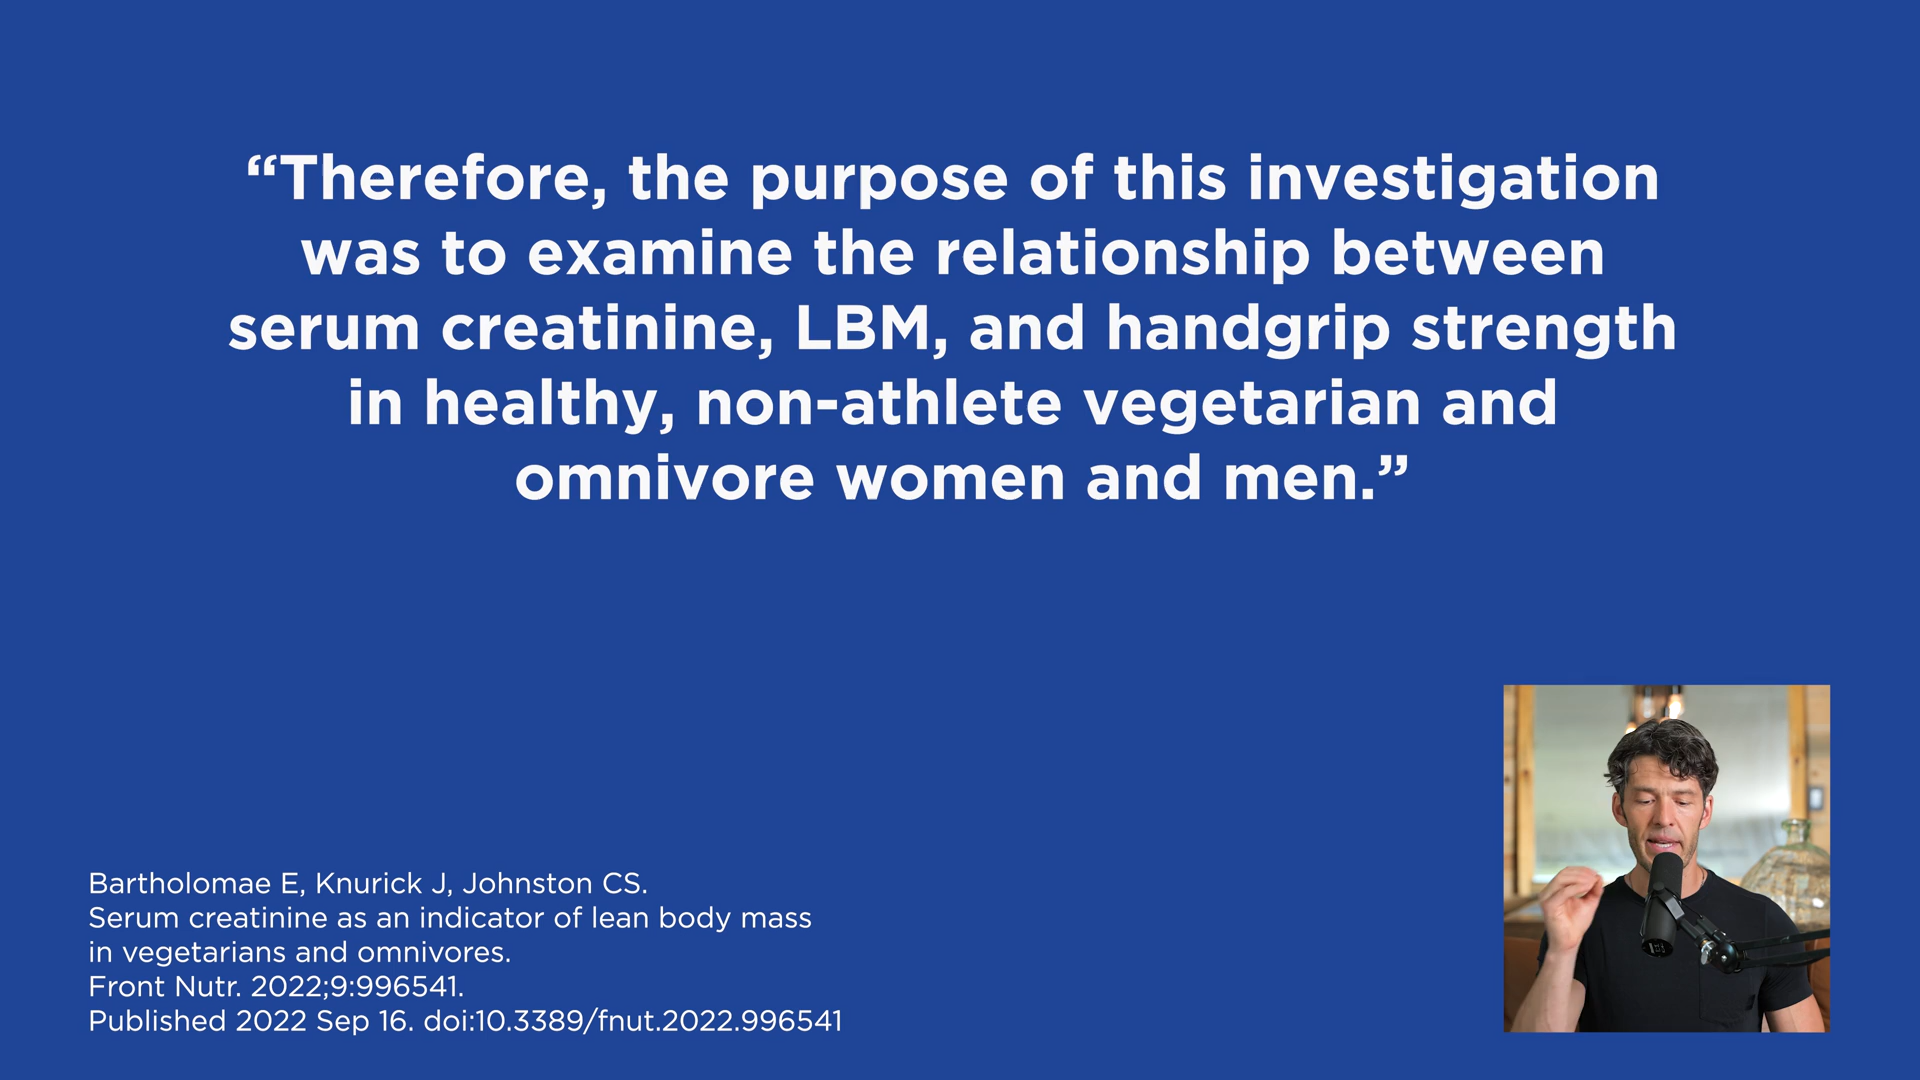 “Therefore, the purpose of this investigation
was to examine the relationship between
serum creatinine, LBM, and handgrip strength
in healthy, non-athlete vegetarian and
omnivore women and men.”
Bartholomae E, Knurick J, Johnston CS.
Serum creatinine as an indicator of lean body mass
in vegetarians and omnivores.
Front Nutr. 2022;9:996541.
Published 2022 Sep 16. doi:10.3389/fnut.2022.996541